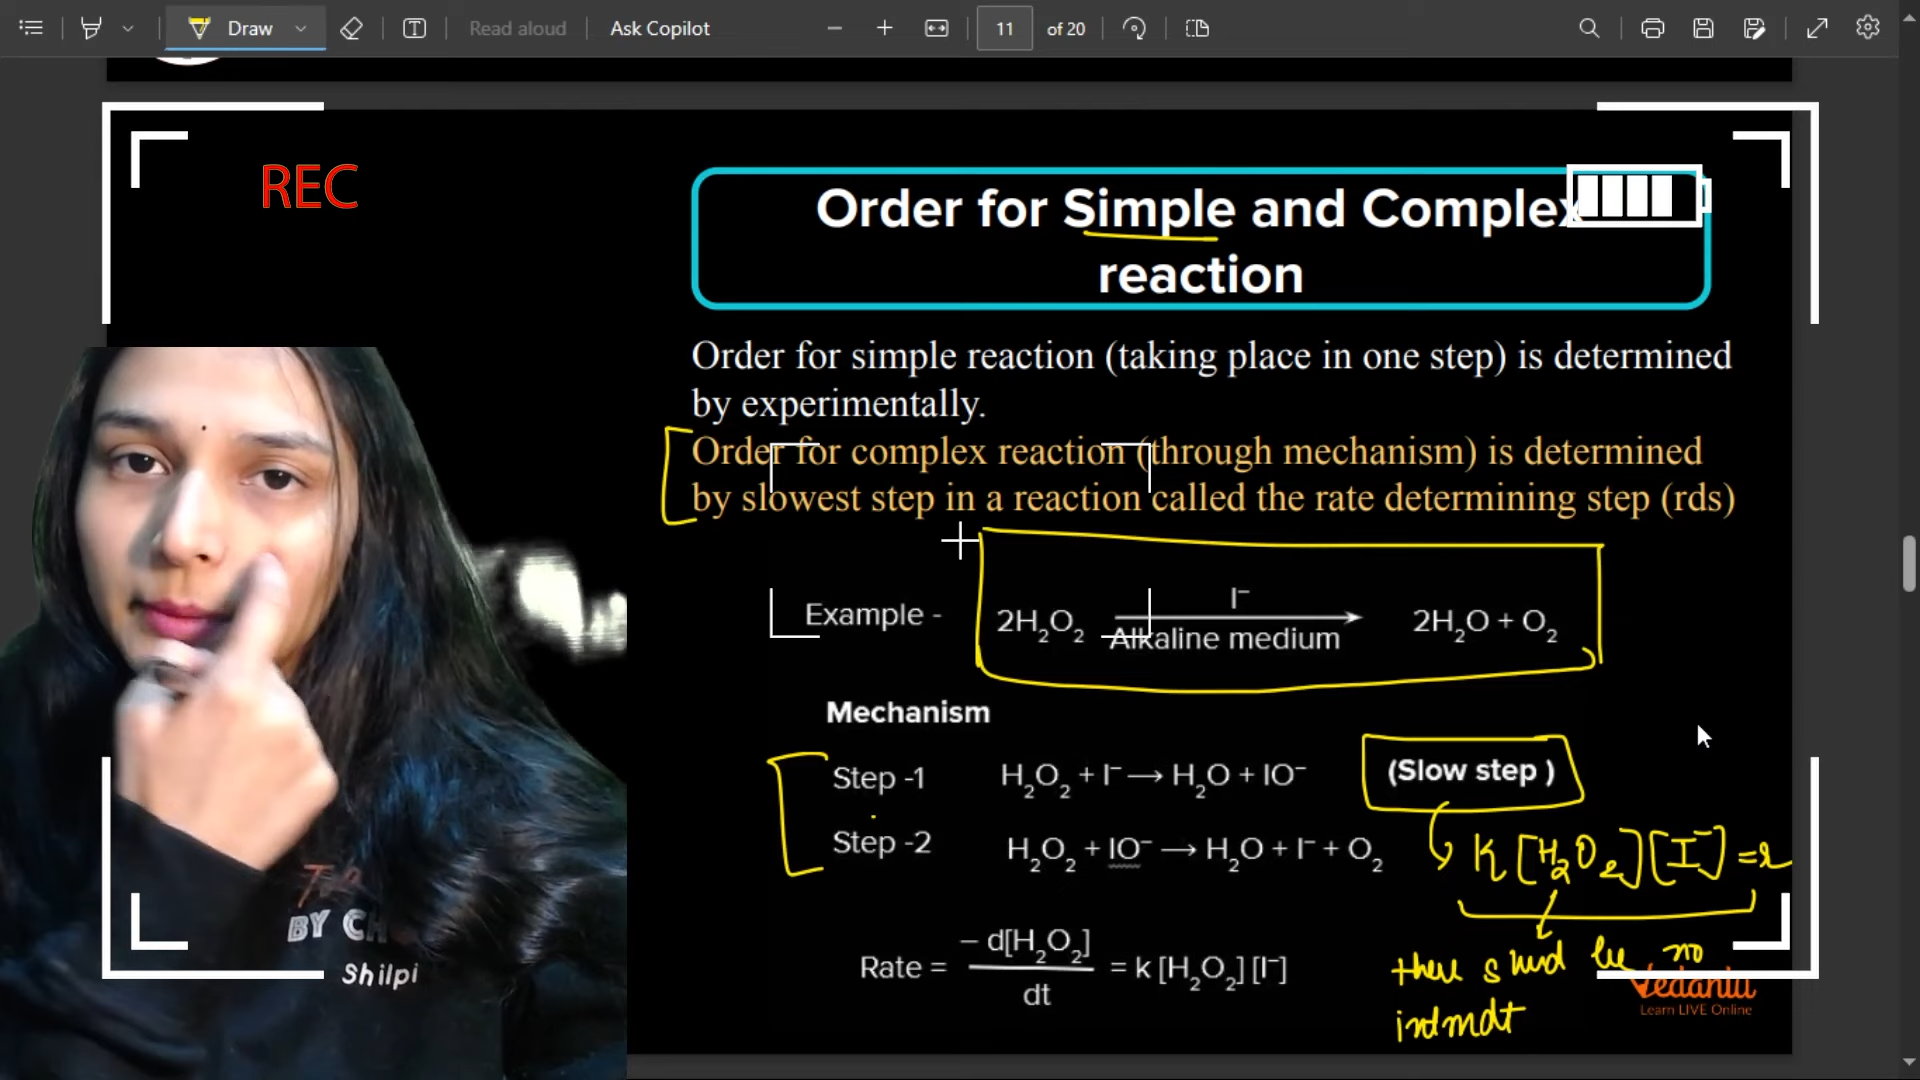 Draw
Read aloud
Ask Copilot
11 of 20
REC
Order for Simple and Complex
reaction
Order for simple reaction (taking place in one step) is determined
by experimentally.
Order for complex reaction (through mechanism) is determined
by slowest step in a reaction called the rate determining step (rds)
Example - 2H₂O₂ I⁻ Alkaline medium → 2H₂O + O₂
Mechanism
Step -1 H₂O₂ + I⁻ → H₂O + IO⁻ (Slow step )
Step -2 H₂O₂ + IO⁻ → H₂O + I⁻ + O₂
K [H₂O₂] [I⁻] = r
Rate = − d[H₂O₂] / dt = k [H₂O₂] [I⁻]
there
be no
BY
Shilpi
Vedantu
Learn LIVE Online